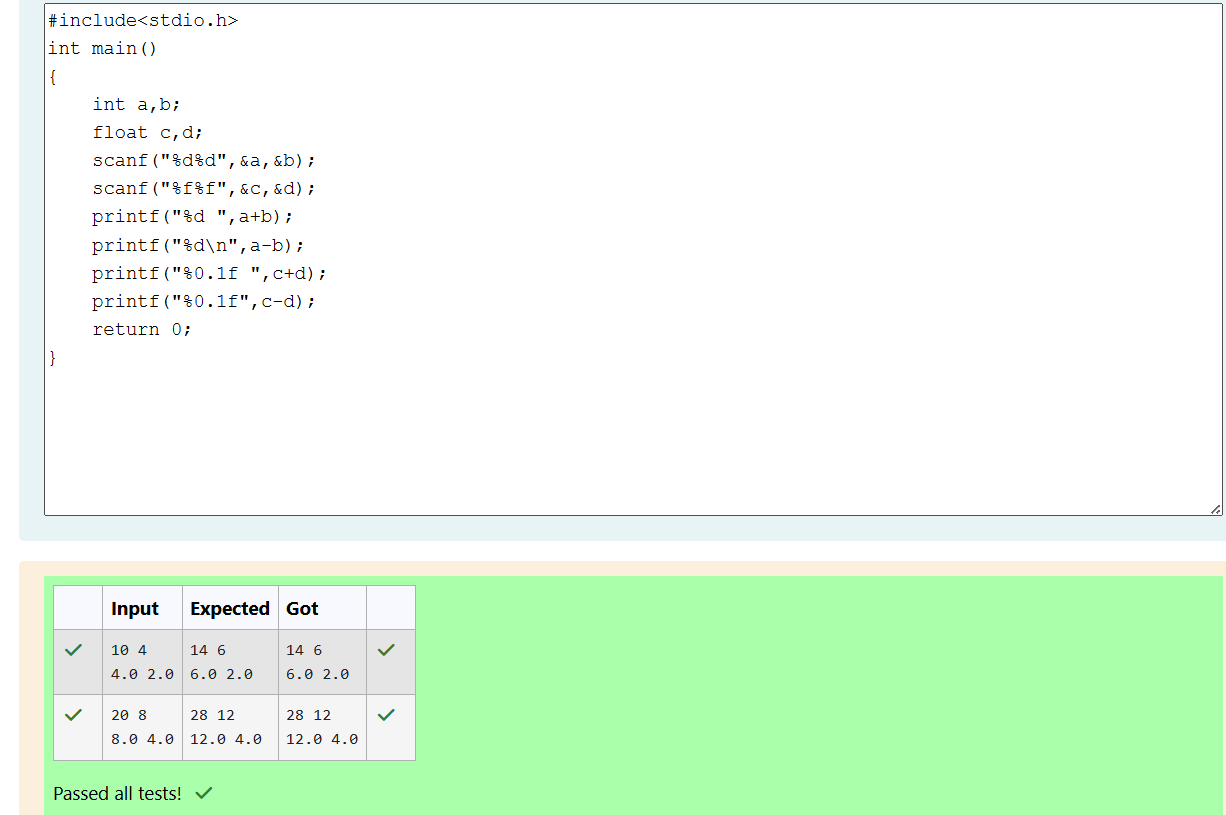 #include<stdio.h>
int main()
{
    int a,b;
    float c,d;
    scanf("%d%d",&a,&b);
    scanf("%f%f",&c,&d);
    printf("%d ",a+b);
    printf("%d\n",a-b);
    printf("%0.1f ",c+d);
    printf("%0.1f",c-d);
    return 0;
}
Input Expected Got
10 4 14 6 14 6
4.0 2.0 6.0 2.0 6.0 2.0
20 8 28 12 28 12
8.0 4.0 12.0 4.0 12.0 4.0
Passed all tests!